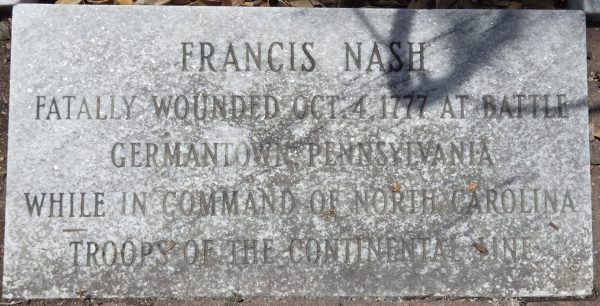 FRANCIS NASH
FATALLY WOUNDED OCT. 4 1777 AT BATTLE
GERMANTOWN PENNSYLVANIA
WHILE IN COMMAND OF NORTH CAROLINA
TROOPS OF THE CONTINENTAL LINE